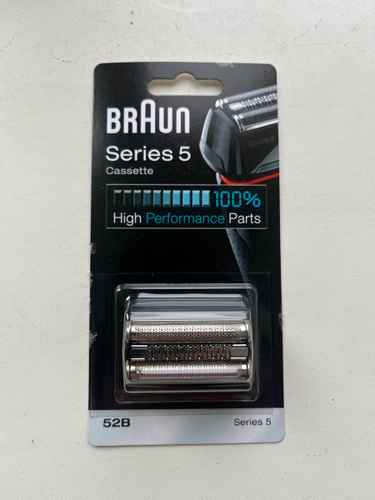 BRAUN
Series 5
Cassette
100%
High Performance Parts
52B
Series 5